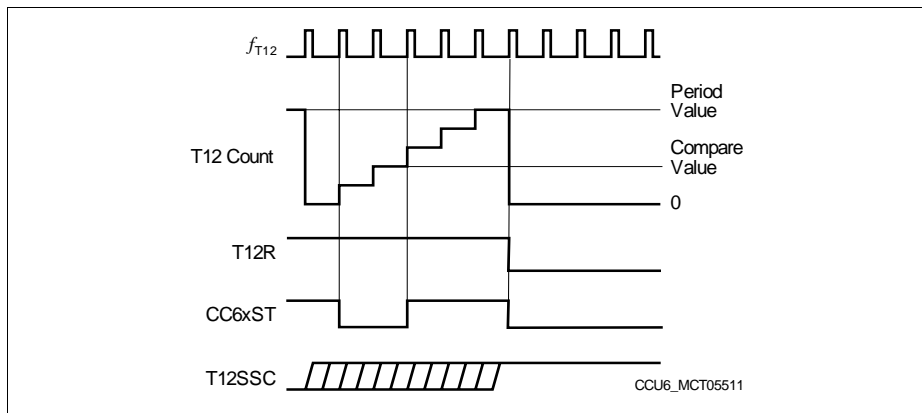 fT12
Period
Value
T12 Count
Compare
Value
0
T12R
CC6xST
T12SSC
CCU6_MCT05511